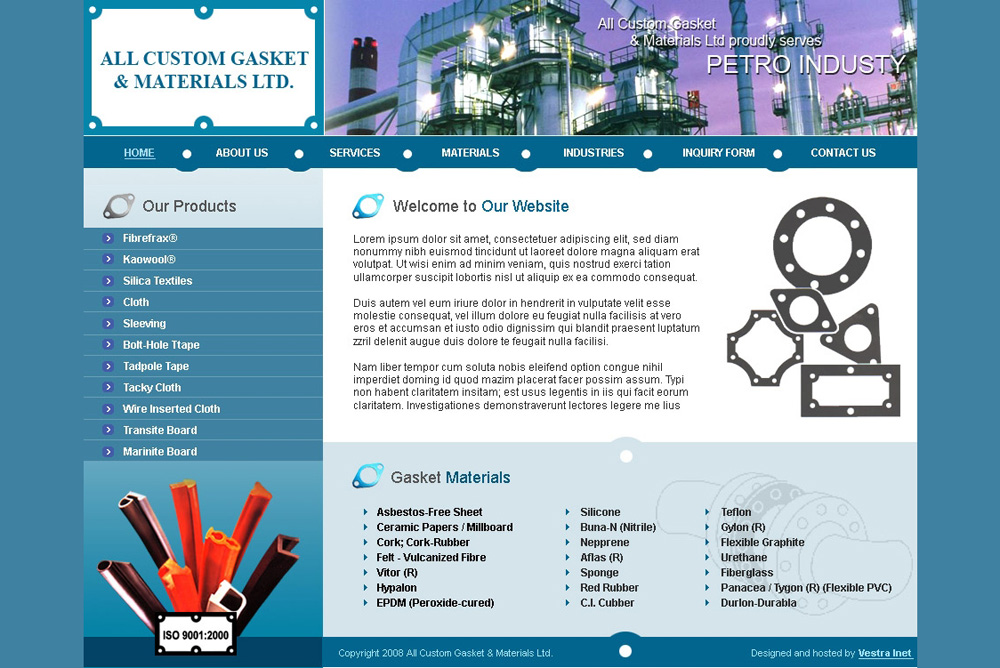 ALL CUSTOM GASKET
& MATERIALS LTD.
All Custom Gasket
& Materials Ltd proudly serves
PETRO INDUSTY
HOME
ABOUT US
SERVICES
MATERIALS
INDUSTRIES
INQUIRY FORM
CONTACT US
Our Products
Fibrefrax®
Kaowool®
Silica Textiles
Cloth
Sleeving
Bolt-Hole Ttape
Tadpole Tape
Tacky Cloth
Wire Inserted Cloth
Transite Board
Marinite Board
ISO 9001:2000
Welcome to Our Website
Lorem ipsum dolor sit amet, consectetuer adipiscing elit, sed diam
nonummy nibh euismod tincidunt ut laoreet dolore magna aliquam erat
volutpat. Ut wisi enim ad minim veniam, quis nostrud exerci tation
ullamcorper suscipit lobortis nisl ut aliquip ex ea commodo consequat.
Duis autem vel eum iriure dolor in hendrerit in vulputate velit esse
molestie consequat, vel illum dolore eu feugiat nulla facilisis at vero
eros et accumsan et iusto odio dignissim qui blandit praesent luptatum
zzril delenit augue duis dolore te feugait nulla facilisi.
Nam liber tempor cum soluta nobis eleifend option congue nihil
imperdiet doming id quod mazim placerat facer possim assum. Typi
non habent claritatem insitam; est usus legentis in iis qui facit eorum
claritatem. Investigationes demonstraverunt lectores legere me lius
Gasket Materials
Asbestos-Free Sheet
Ceramic Papers / Millboard
Cork; Cork-Rubber
Felt - Vulcanized Fibre
Vitor (R)
Hypalon
EPDM (Peroxide-cured)
Silicone
Buna-N (Nitrile)
Nepprene
Aflas (R)
Sponge
Red Rubber
C.I. Cubber
Teflon
Gylon (R)
Flexible Graphite
Urethane
Fiberglass
Panacea / Tygon (R) (Flexible PVC)
Durlon-Durabla
Copyright 2008 All Custom Gasket & Materials Ltd.
Designed and hosted by Vestra Inet